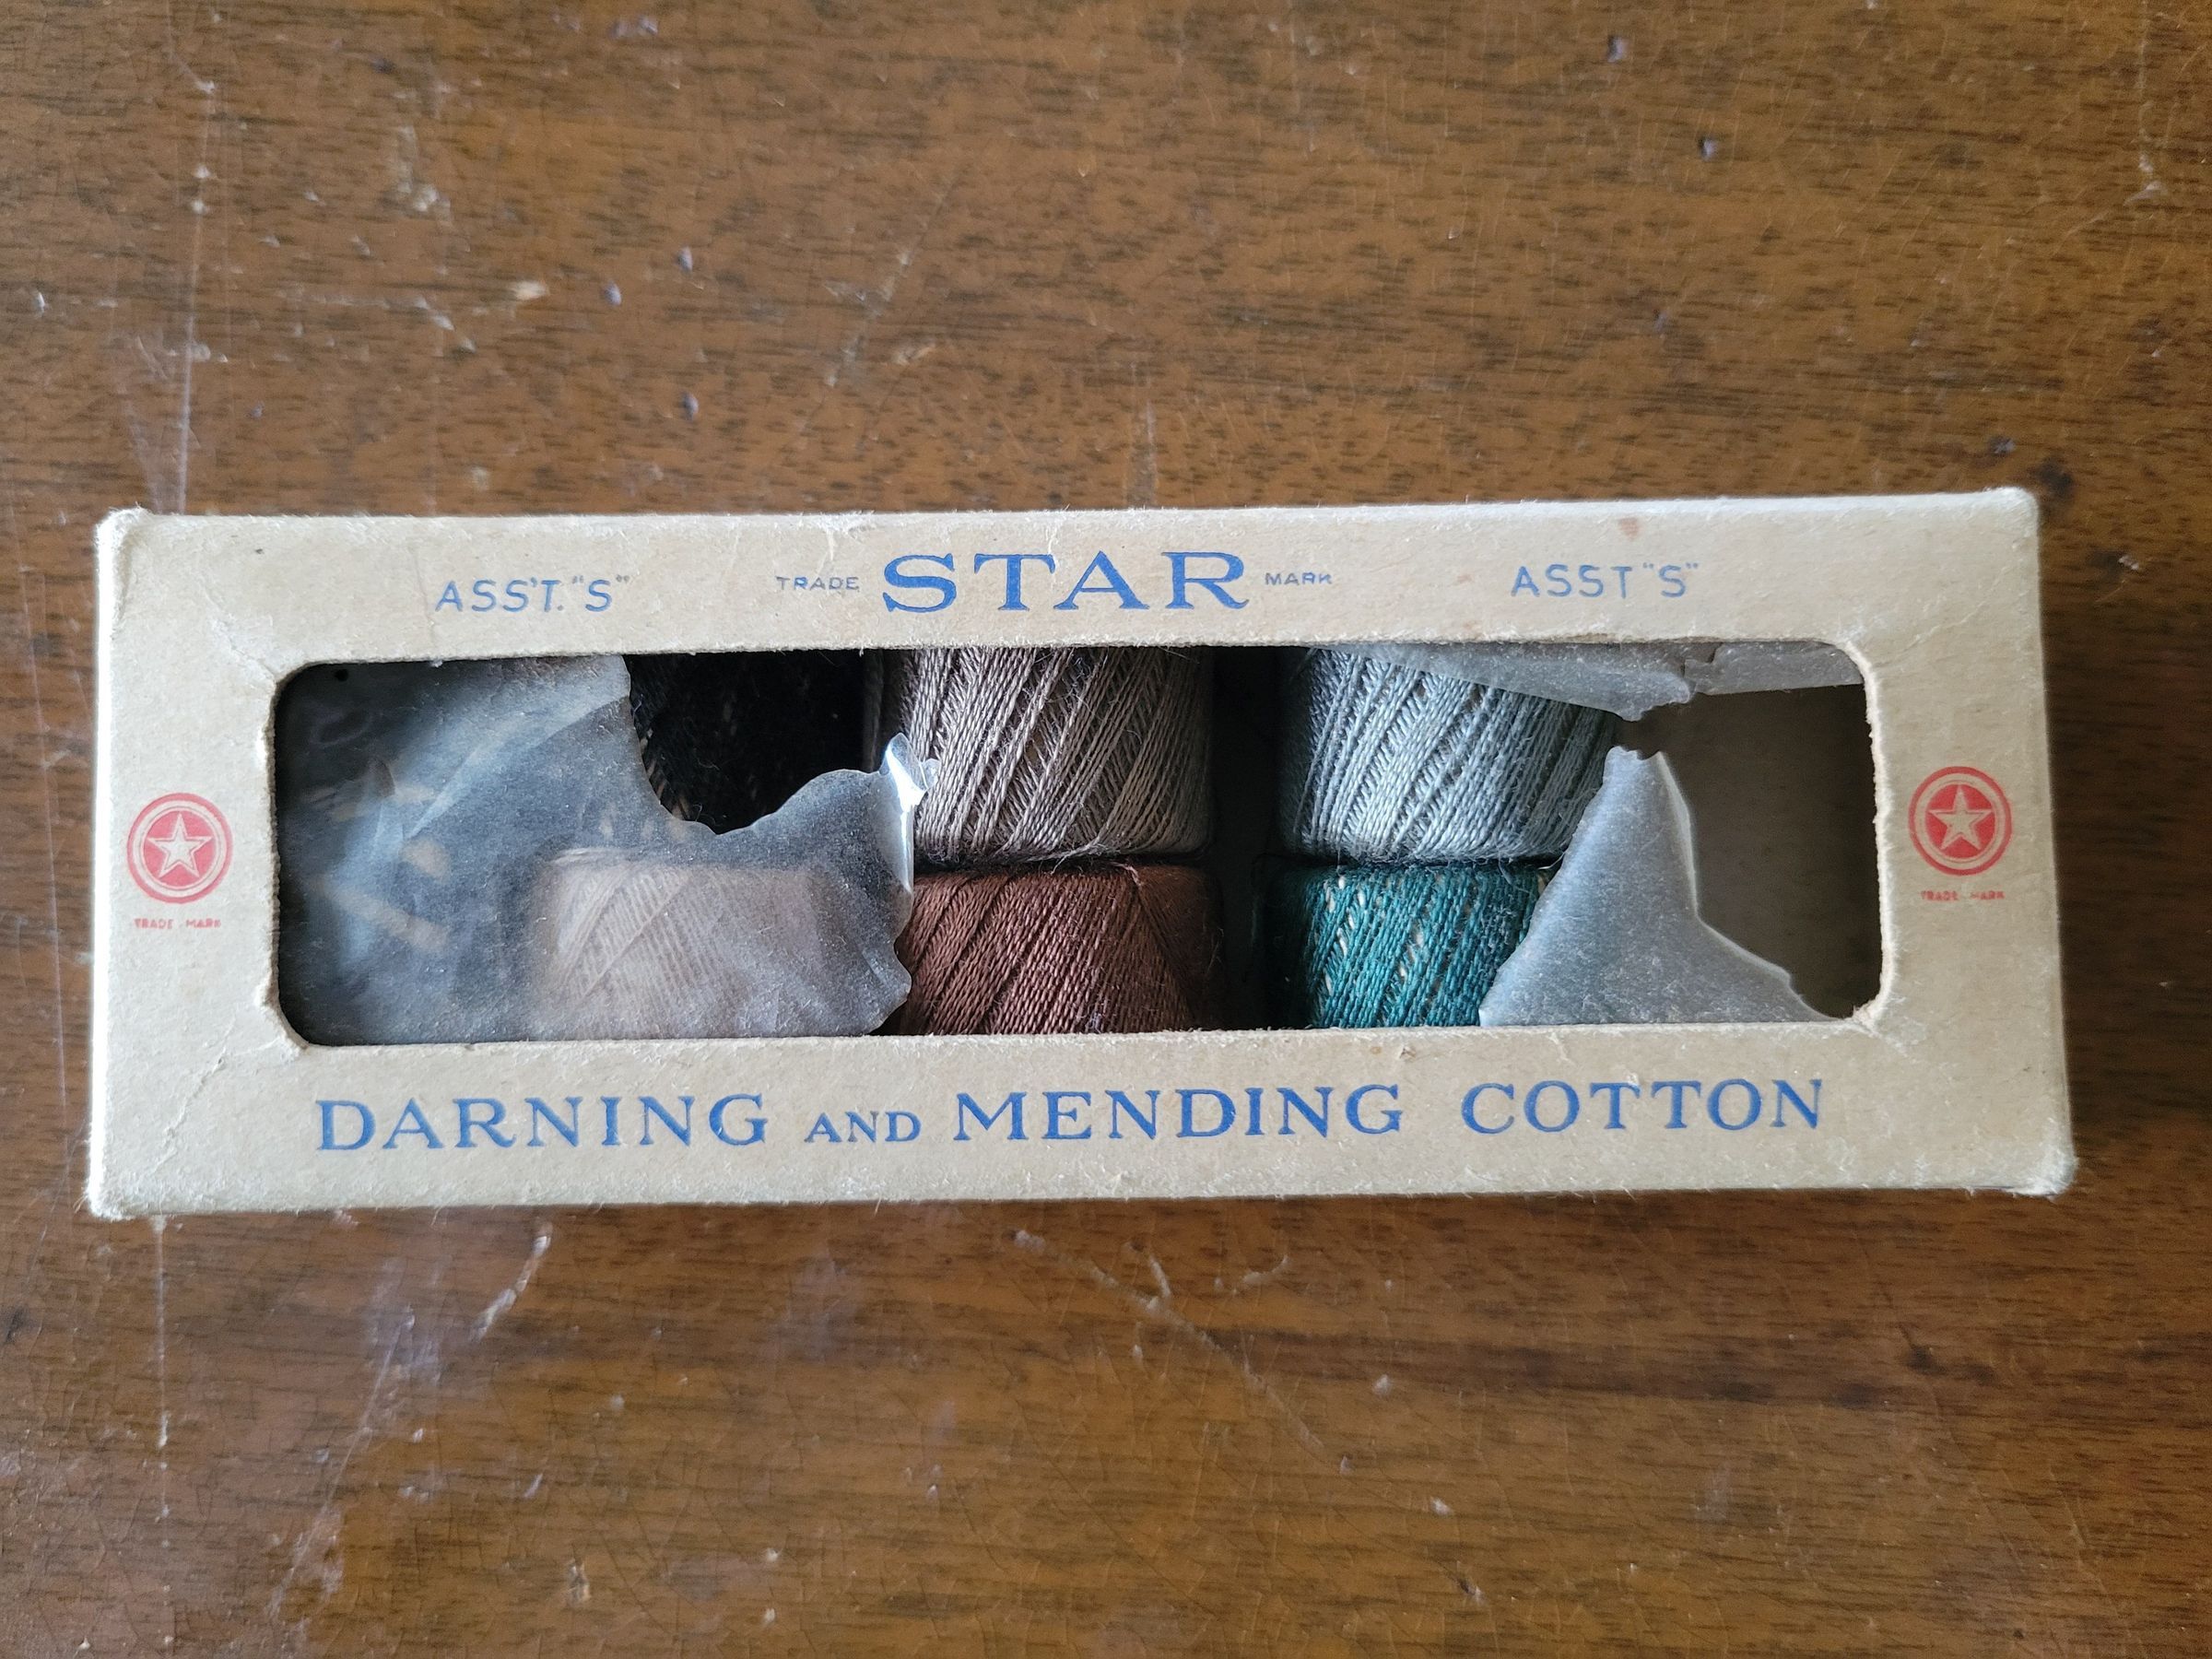 ASS'T. "S" TRADE STAR MARK ASST "S"
TRADE - MARK
TRADE - MARK
DARNING AND MENDING COTTON